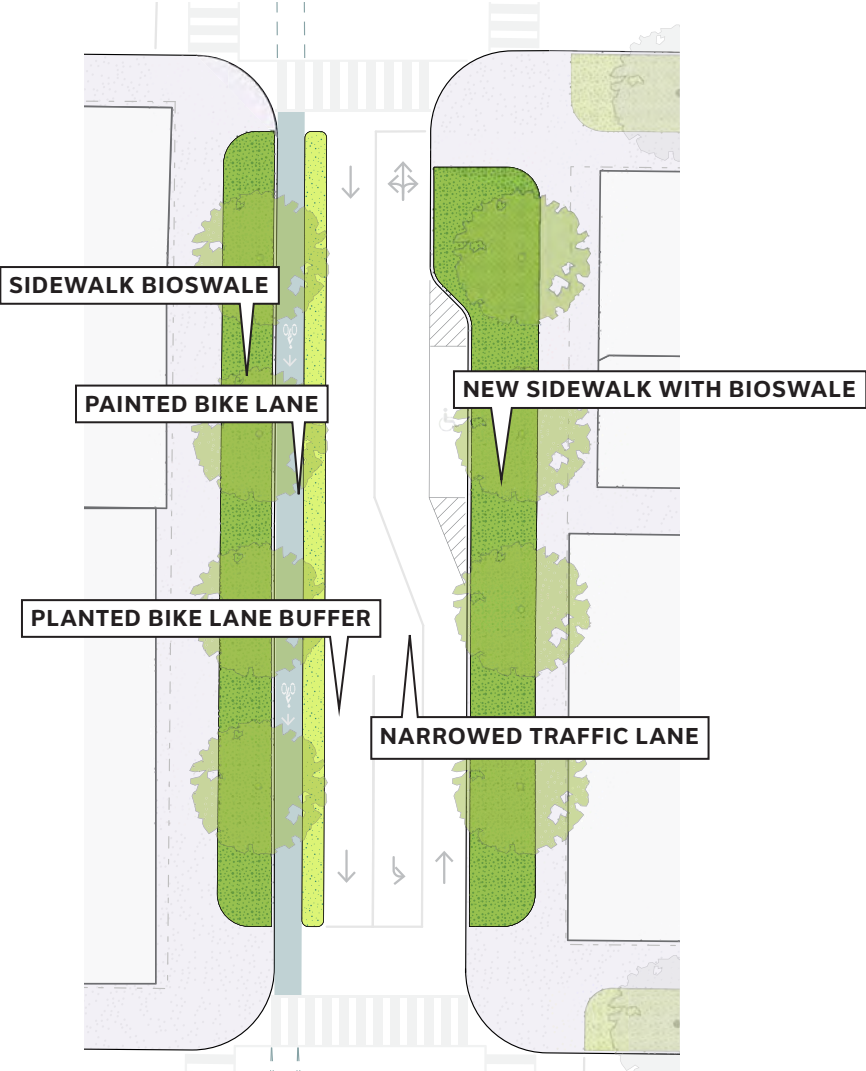 SIDEWALK BIOSWALE
NEW SIDEWALK WITH BIOSWALE
PAINTED BIKE LANE
PLANTED BIKE LANE BUFFER
NARROWED TRAFFIC LANE